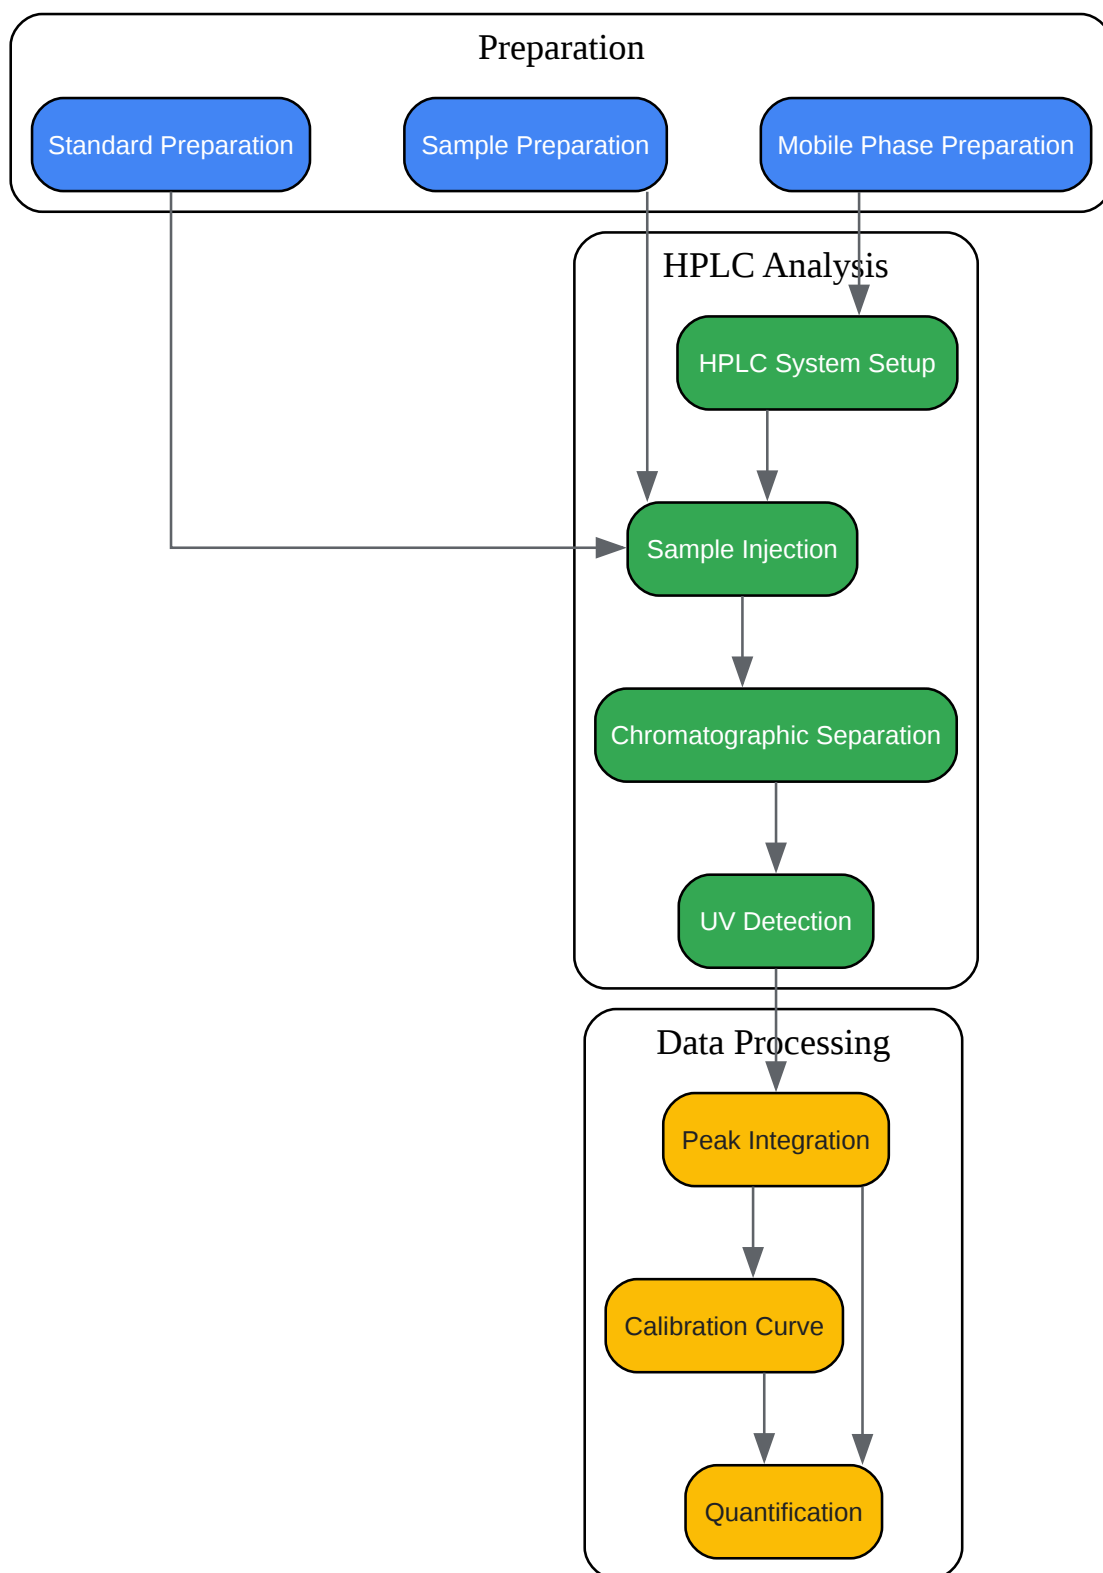 Preparation
Standard Preparation
Sample Preparation
Mobile Phase Preparation
HPLC Analysis
HPLC System Setup
Sample Injection
Chromatographic Separation
UV Detection
Data Processing
Peak Integration
Calibration Curve
Quantification